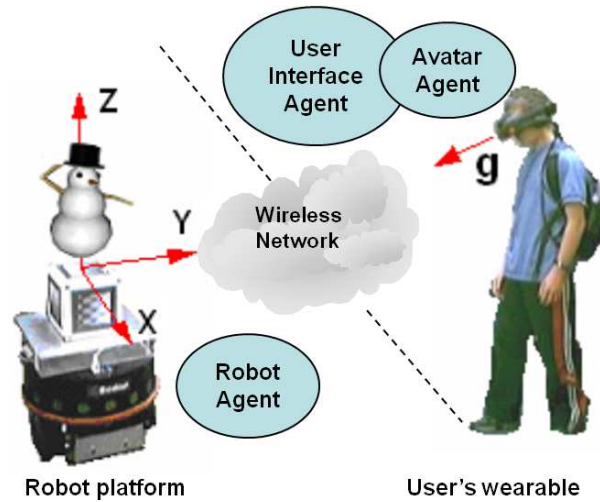 User
Interface
Agent
Avatar
Agent
Z
g
Y
Wireless
Network
X
Robot
Agent
Robot platform
User's wearable